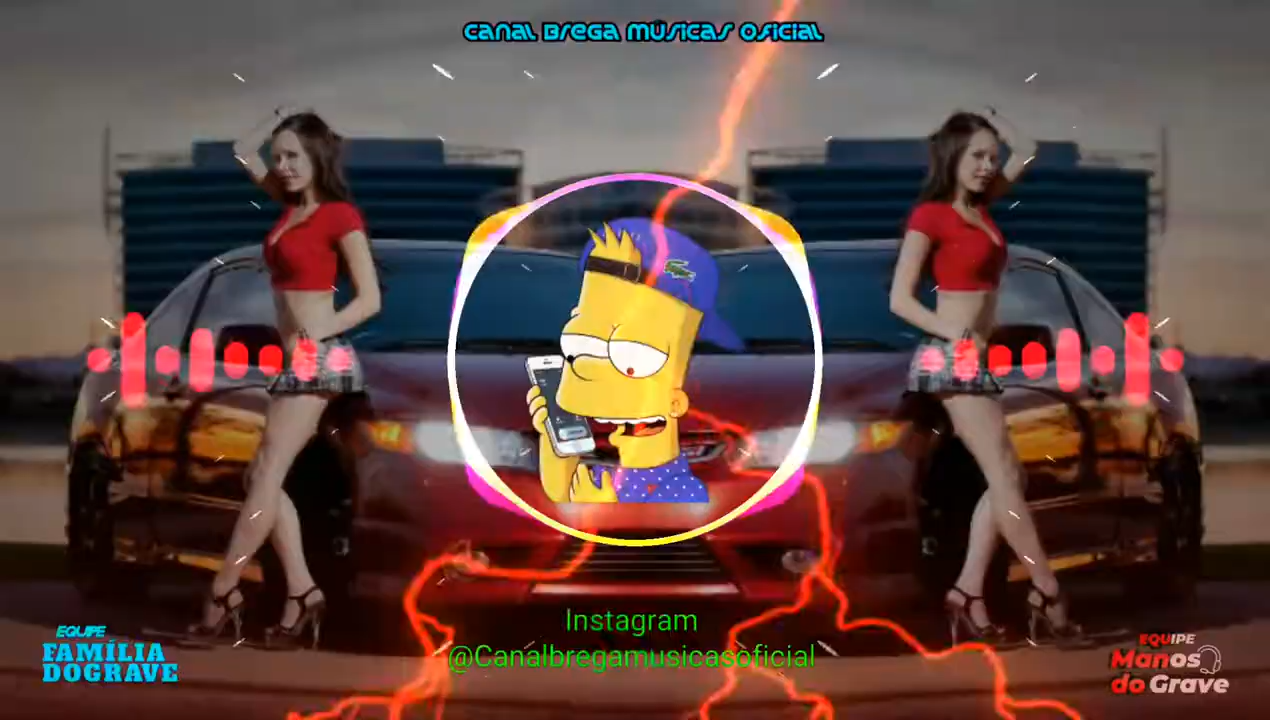 Canal Brega Músicas Oficial
Instagram
@Canalbregamusicasoficial
EQUIPE
FAMÍLIA
DOGRAVE
EQUIPE
Manos
do Grave